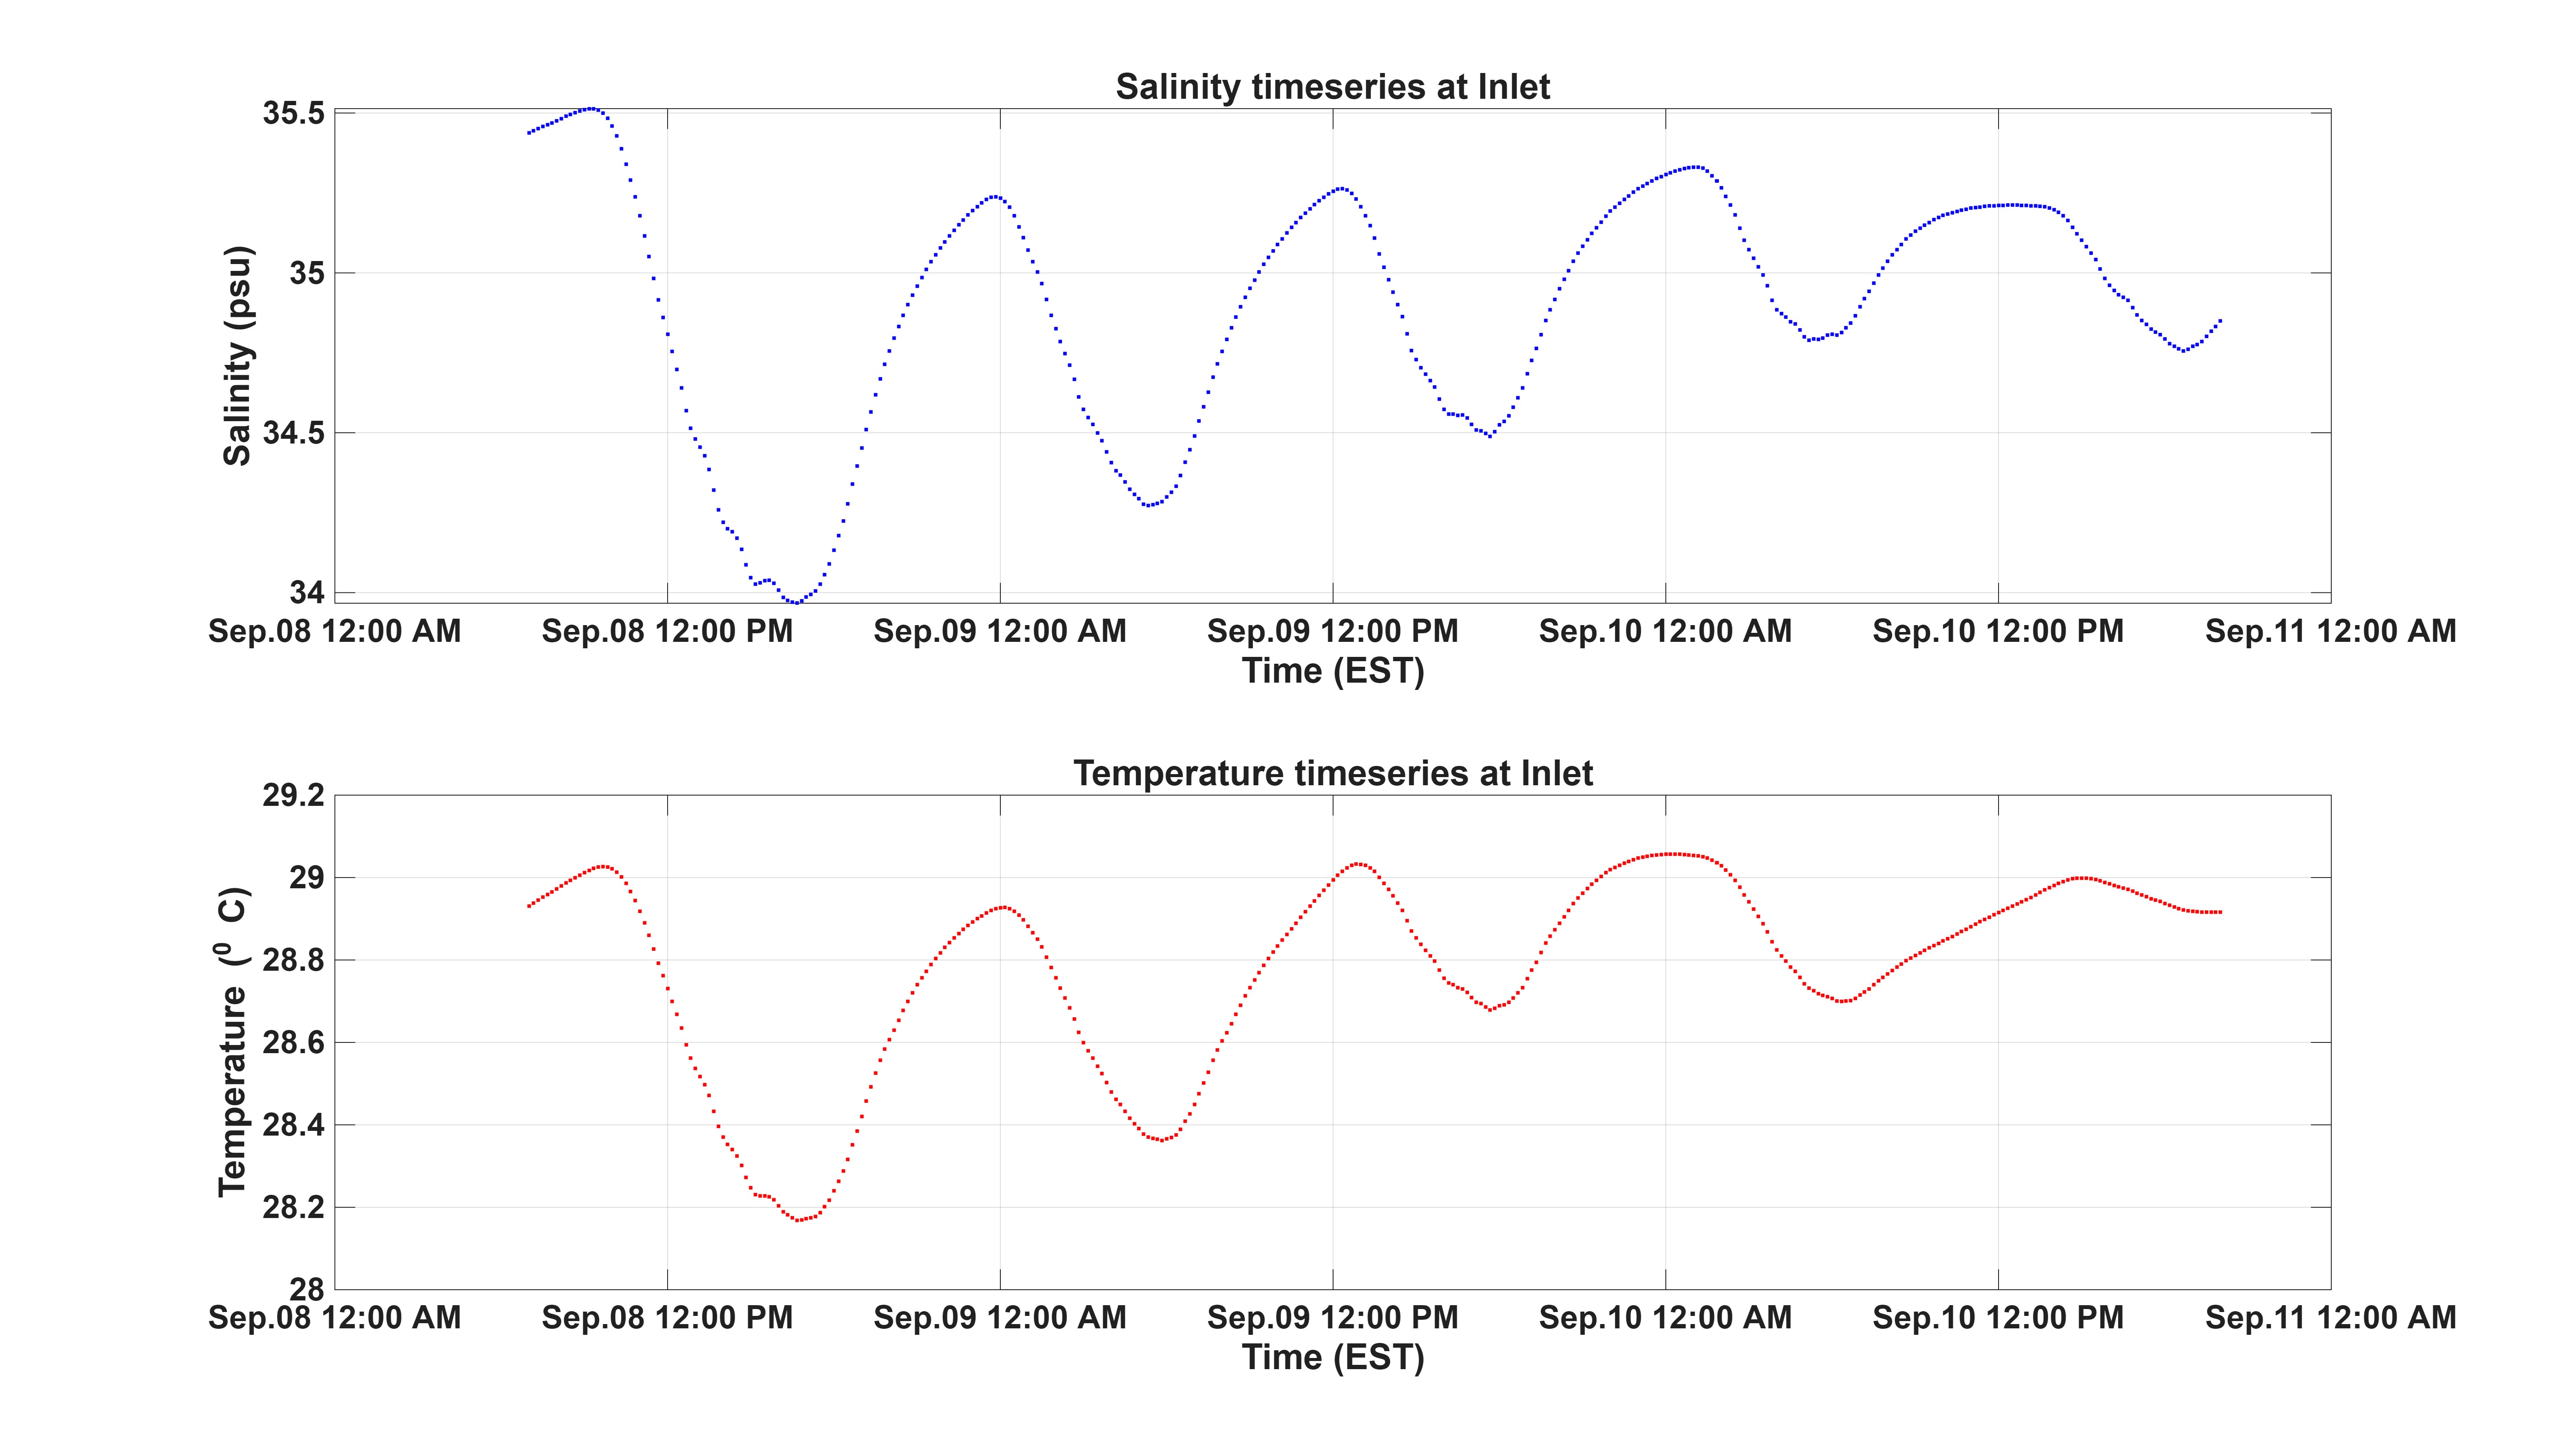 Salinity timeseries at Inlet
Salinity (psu)
35.5
35
34.5
34
Sep.08 12:00 AM Sep.08 12:00 PM Sep.09 12:00 AM Sep.09 12:00 PM Sep.10 12:00 AM Sep.10 12:00 PM Sep.11 12:00 AM
Time (EST)
Temperature timeseries at Inlet
Temperature (⁰ C)
29.2
29
28.8
28.6
28.4
28.2
28
Sep.08 12:00 AM Sep.08 12:00 PM Sep.09 12:00 AM Sep.09 12:00 PM Sep.10 12:00 AM Sep.10 12:00 PM Sep.11 12:00 AM
Time (EST)